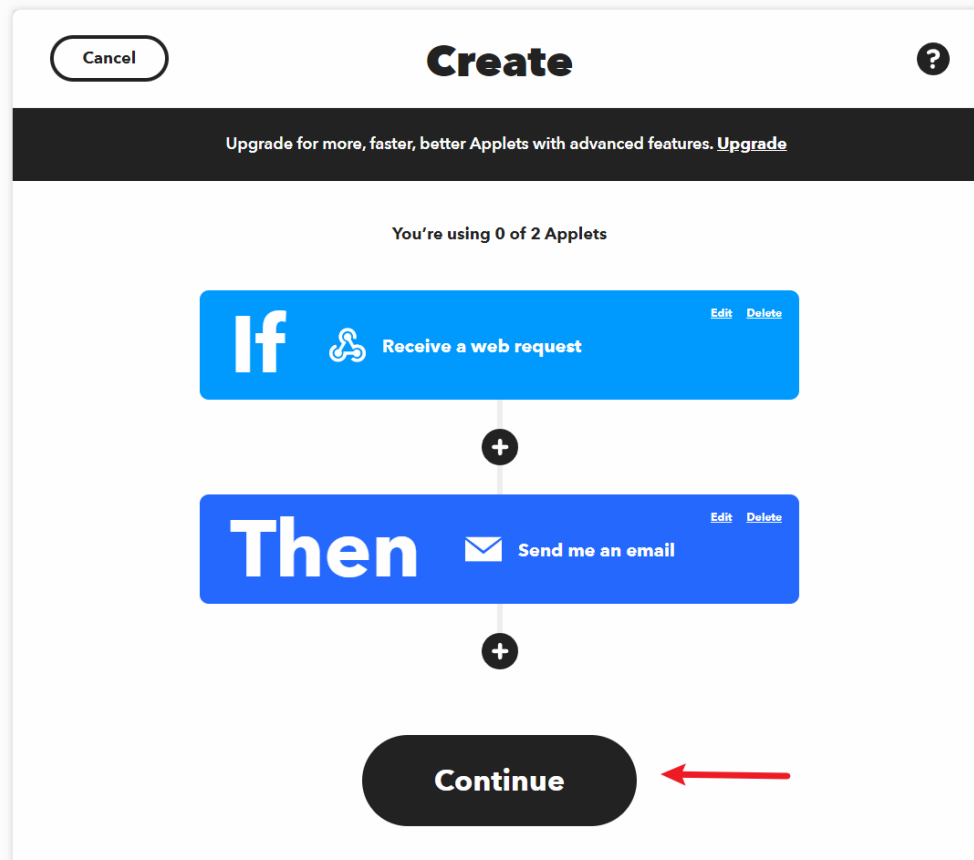 Cancel
Create
?
Upgrade for more, faster, better Applets with advanced features. Upgrade
You're using 0 of 2 Applets
If
Receive a web request
Edit Delete
Then
Send me an email
Edit Delete
Continue